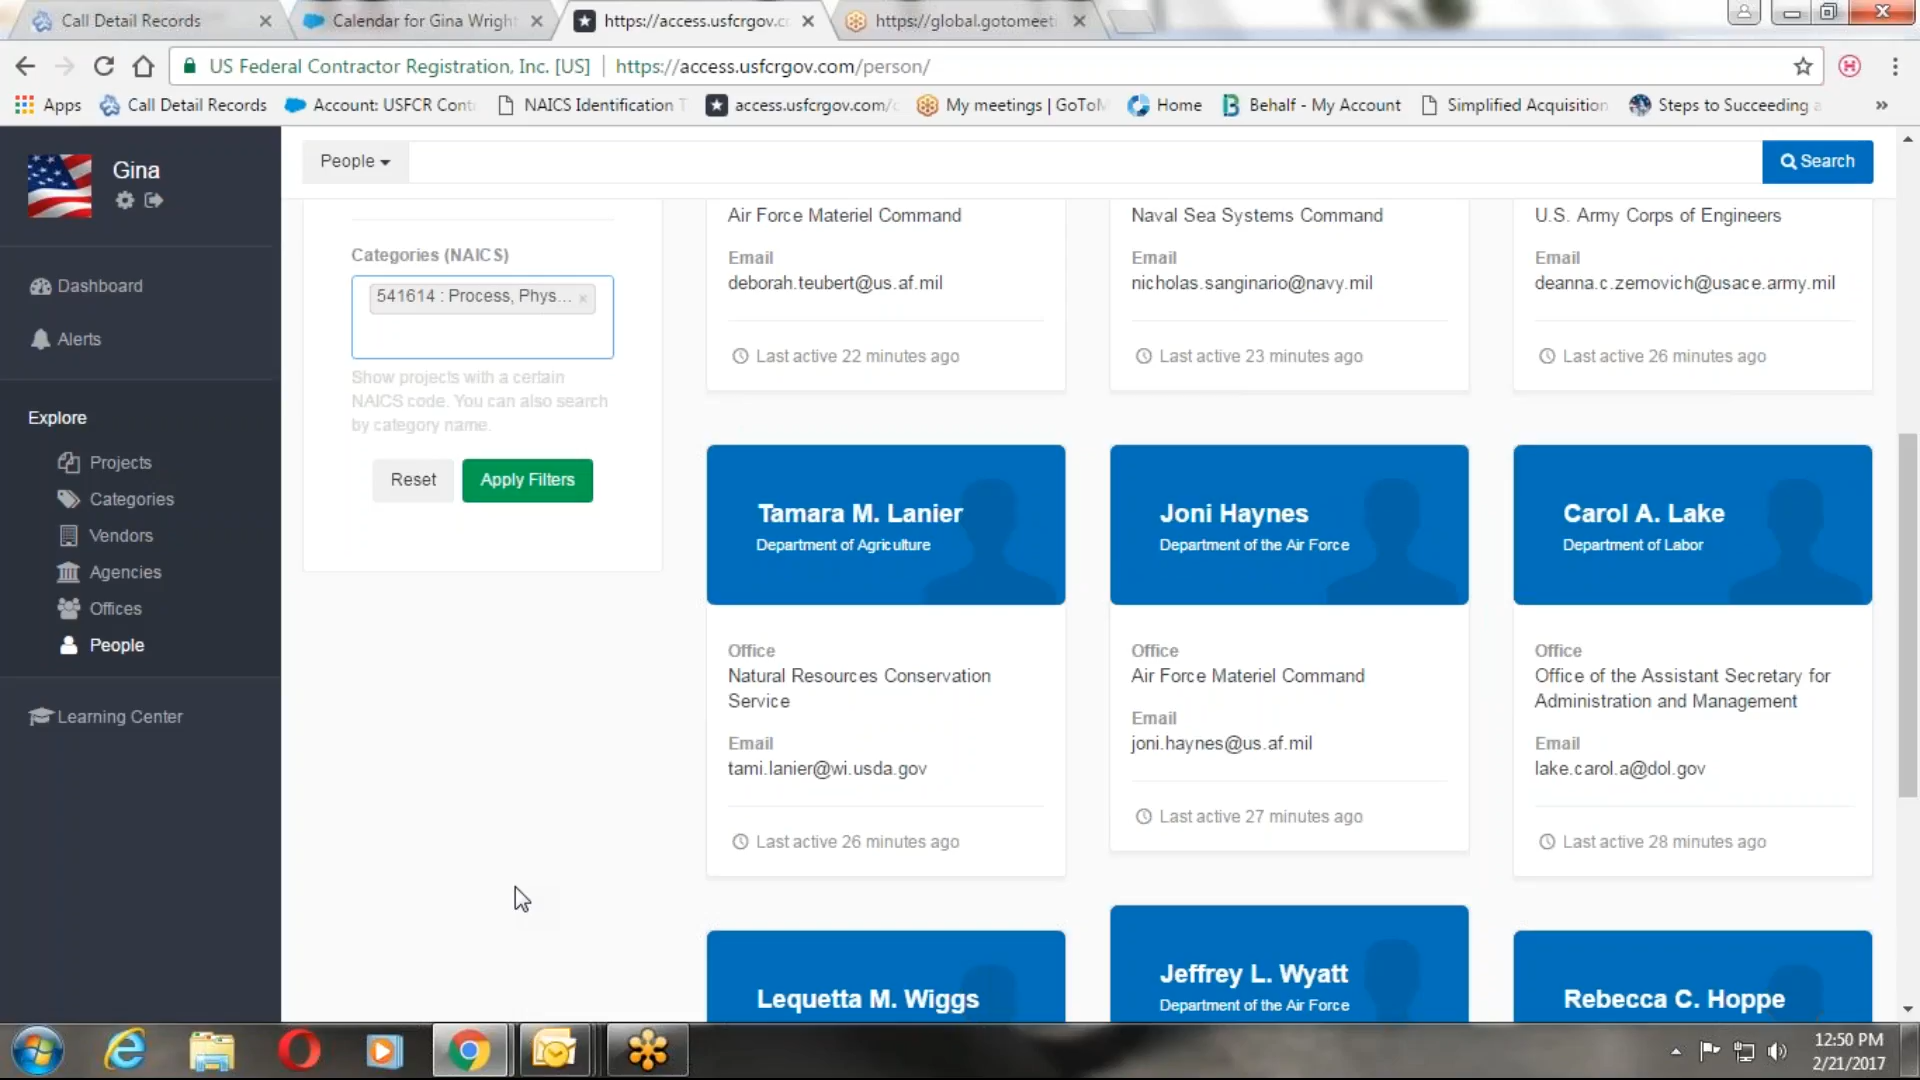 Call Detail Records
Calendar for Gina Wright
https://access.usfcrgov.c
https://global.gotomeet
US Federal Contractor Registration, Inc. [US] | https://access.usfcrgov.com/person/
Apps Call Detail Records Account: USFCR Cont NAICS Identification T access.usfcrgov.com/c My meetings | GoToM Home Behalf - My Account Simplified Acquisition Steps to Succeeding a »
Gina
Dashboard
Alerts
Explore
Projects
Categories
Vendors
Agencies
Offices
People
Learning Center
People
Search
Categories (NAICS)
541614 : Process, Phys... ×
Show projects with a certain
NAICS code. You can also search
by category name.
Reset
Apply Filters
Air Force Materiel Command
Email
deborah.teubert@us.af.mil
Last active 22 minutes ago
Naval Sea Systems Command
Email
nicholas.sanginario@navy.mil
Last active 23 minutes ago
U.S. Army Corps of Engineers
Email
deanna.c.zemovich@usace.army.mil
Last active 26 minutes ago
Tamara M. Lanier
Department of Agriculture
Office
Natural Resources Conservation
Service
Email
tami.lanier@wi.usda.gov
Last active 26 minutes ago
Joni Haynes
Department of the Air Force
Office
Air Force Materiel Command
Email
joni.haynes@us.af.mil
Last active 27 minutes ago
Carol A. Lake
Department of Labor
Office
Office of the Assistant Secretary for
Administration and Management
Email
lake.carol.a@dol.gov
Last active 28 minutes ago
Lequetta M. Wiggs
Jeffrey L. Wyatt
Department of the Air Force
Rebecca C. Hoppe
12:50 PM
2/21/2017